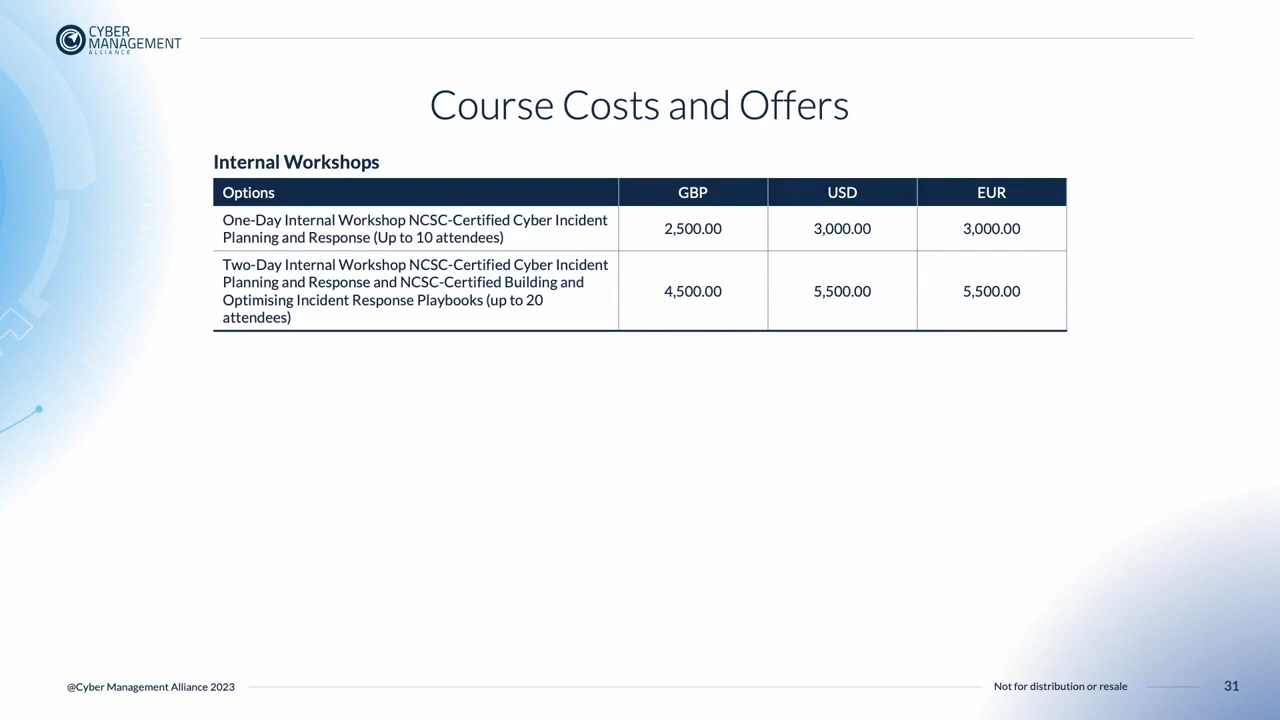 CYBER
MANAGEMENT
ALLIANCE
Course Costs and Offers
Internal Workshops
Options GBP USD EUR
One-Day Internal Workshop NCSC-Certified Cyber Incident
Planning and Response (Up to 10 attendees)
2,500.00 3,000.00 3,000.00
Two-Day Internal Workshop NCSC-Certified Cyber Incident
Planning and Response and NCSC-Certified Building and
Optimising Incident Response Playbooks (up to 20
attendees)
4,500.00 5,500.00 5,500.00
@Cyber Management Alliance 2023
Not for distribution or resale
31